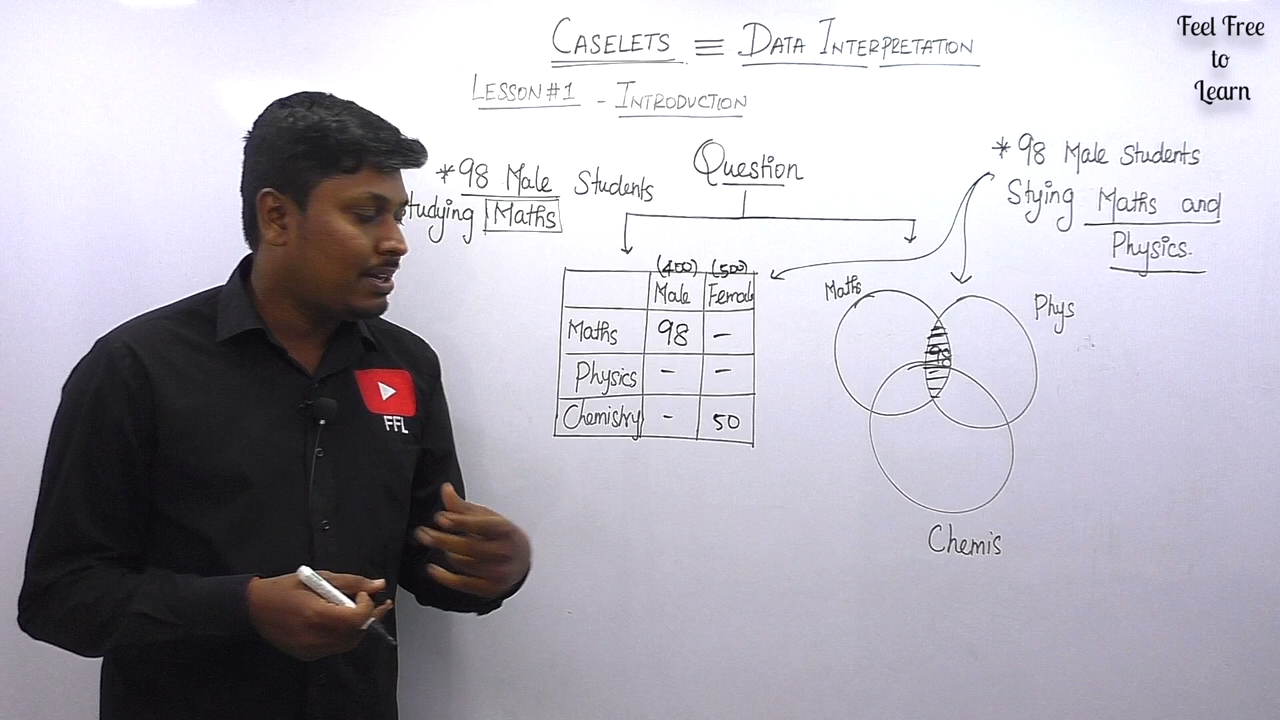 CASELETS ≡ DATA INTERPRETATION
LESSON #1 - INTRODUCTION
Feel Free
to
Learn
* 98 Male Students
tudying Maths
Question
* 98 Male Students
Stying Maths and
Physics.
(400) (500)
Male Female
Maths 98 -
Physics - -
Chemistry - 50
Maths
Phys
98
Chemis
FFL